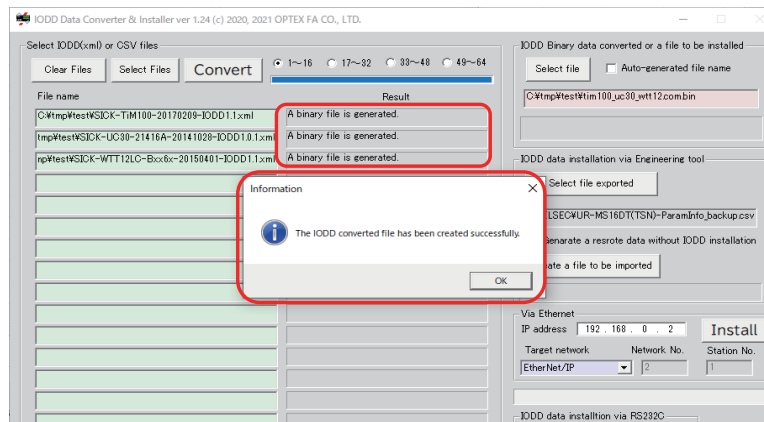 IODD Data Converter & Installer ver 1.24 (c) 2020, 2021 OPTEX FA CO., LTD.
Select IODD(xml) or CSV files
Clear Files
Select Files
Convert
1~16
17~32
33~48
49~64
File name
Result
C:¥tmp¥test¥SICK-TiM100-20170209-IODD1.1.xml
A binary file is generated.
tmp¥test¥SICK-UC30-21416A-20141028-IODD1.0.1.xml
A binary file is generated.
np¥test¥SICK-WTT12LC-Bxx6x-20150401-IODD1.1.xml
A binary file is generated.
Information
The IODD converted file has been created successfully.
OK
IODD Binary data converted or a file to be installed
Select file
Auto-generated file name
C:¥tmp¥test¥tim100_uc30_wtt12.com.bin
IODD data installation via Engineering tool
Select file exported
LSEC¥UR-MS16DT(TSN)-ParamInfo_backup.csv
enarate a resrote data without IODD installation
ate a file to be imported
Via Ethernet
IP address
192 . 168 . 0 . 2
Install
Target network
Network No.
Station No.
EtherNet/IP
2
1
IODD data installtion via RS232C